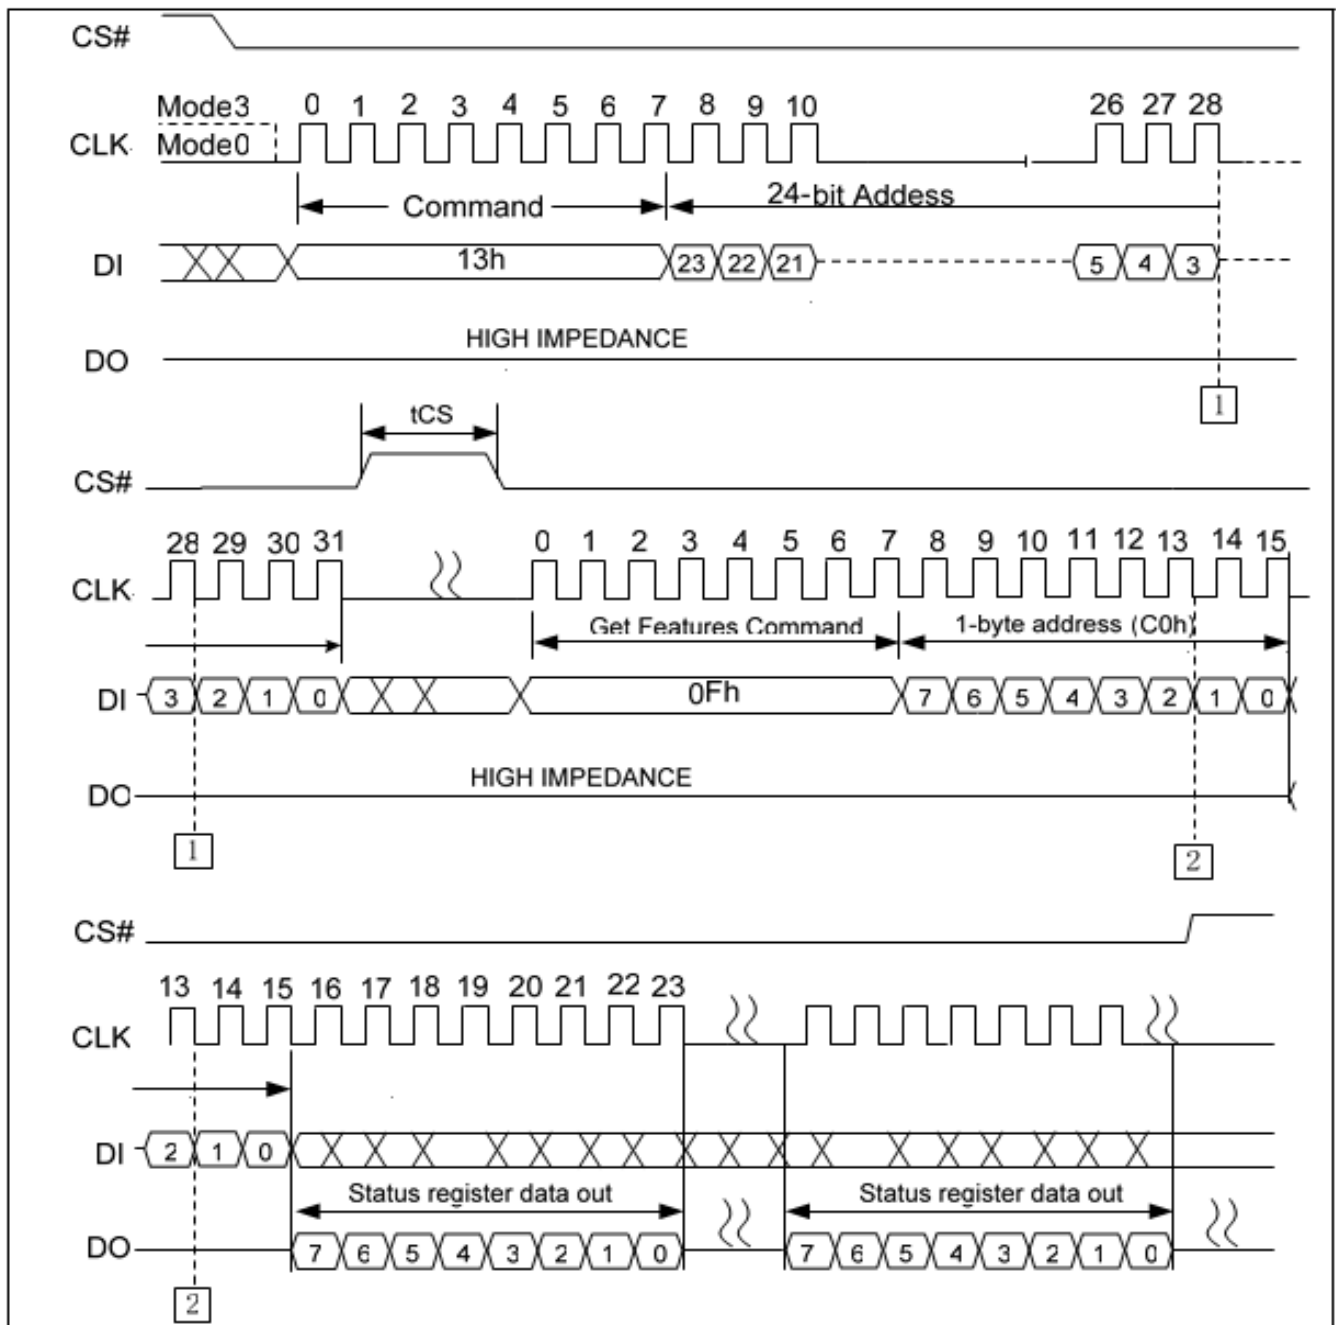 CS#
Mode3 0 1 2 3 4 5 6 7 8 9 10 26 27 28
CLK Mode0
Command 24-bit Addess
DI 13h 23 22 21 5 4 3
HIGH IMPEDANCE
DO
1
tCS
CS#
28 29 30 31 0 1 2 3 4 5 6 7 8 9 10 11 12 13 14 15
CLK
Get Features Command 1-byte address (C0h)
DI 3 2 1 0 0Fh 7 6 5 4 3 2 1 0
HIGH IMPEDANCE
DO
1 2
CS#
13 14 15 16 17 18 19 20 21 22 23
CLK
DI 2 1 0
Status register data out Status register data out
DO 7 6 5 4 3 2 1 0 7 6 5 4 3 2 1 0
2